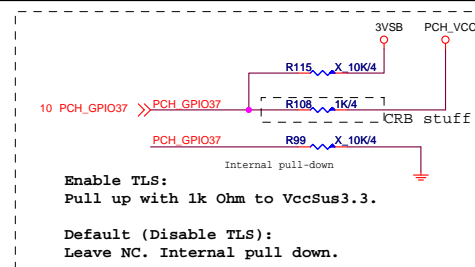 3VSB PCH_VCC
R115 X_10K/4
10 PCH_GPIO37 PCH_GPIO37 R108 1K/4
CRB stuff
PCH_GPIO37 R99 X_10K/4
Internal pull-down
Enable TLS:
Pull up with 1k Ohm to VccSus3.3.
Default (Disable TLS):
Leave NC. Internal pull down.